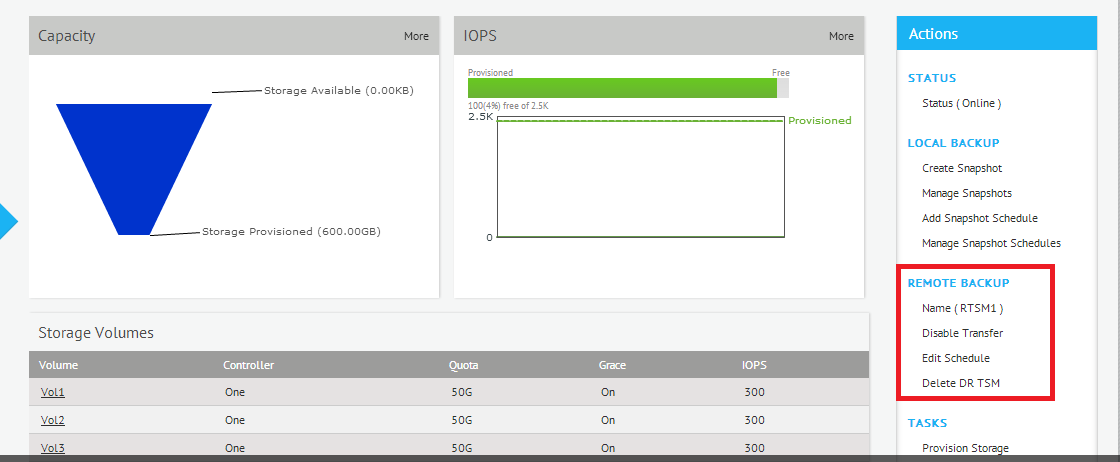 Capacity More
Storage Available (0.00KB)
Storage Provisioned (600.00GB)
IOPS More
Provisioned Free
100(4%) free of 2.5K
2.5K
Provisioned
0
Storage Volumes
Volume Controller Quota Grace IOPS
Vol1 One 50G On 300
Vol2 One 50G On 300
Vol3 One 50G On 300
Actions
STATUS
Status ( Online )
LOCAL BACKUP
Create Snapshot
Manage Snapshots
Add Snapshot Schedule
Manage Snapshot Schedules
REMOTE BACKUP
Name ( RTSM1 )
Disable Transfer
Edit Schedule
Delete DR TSM
TASKS
Provision Storage